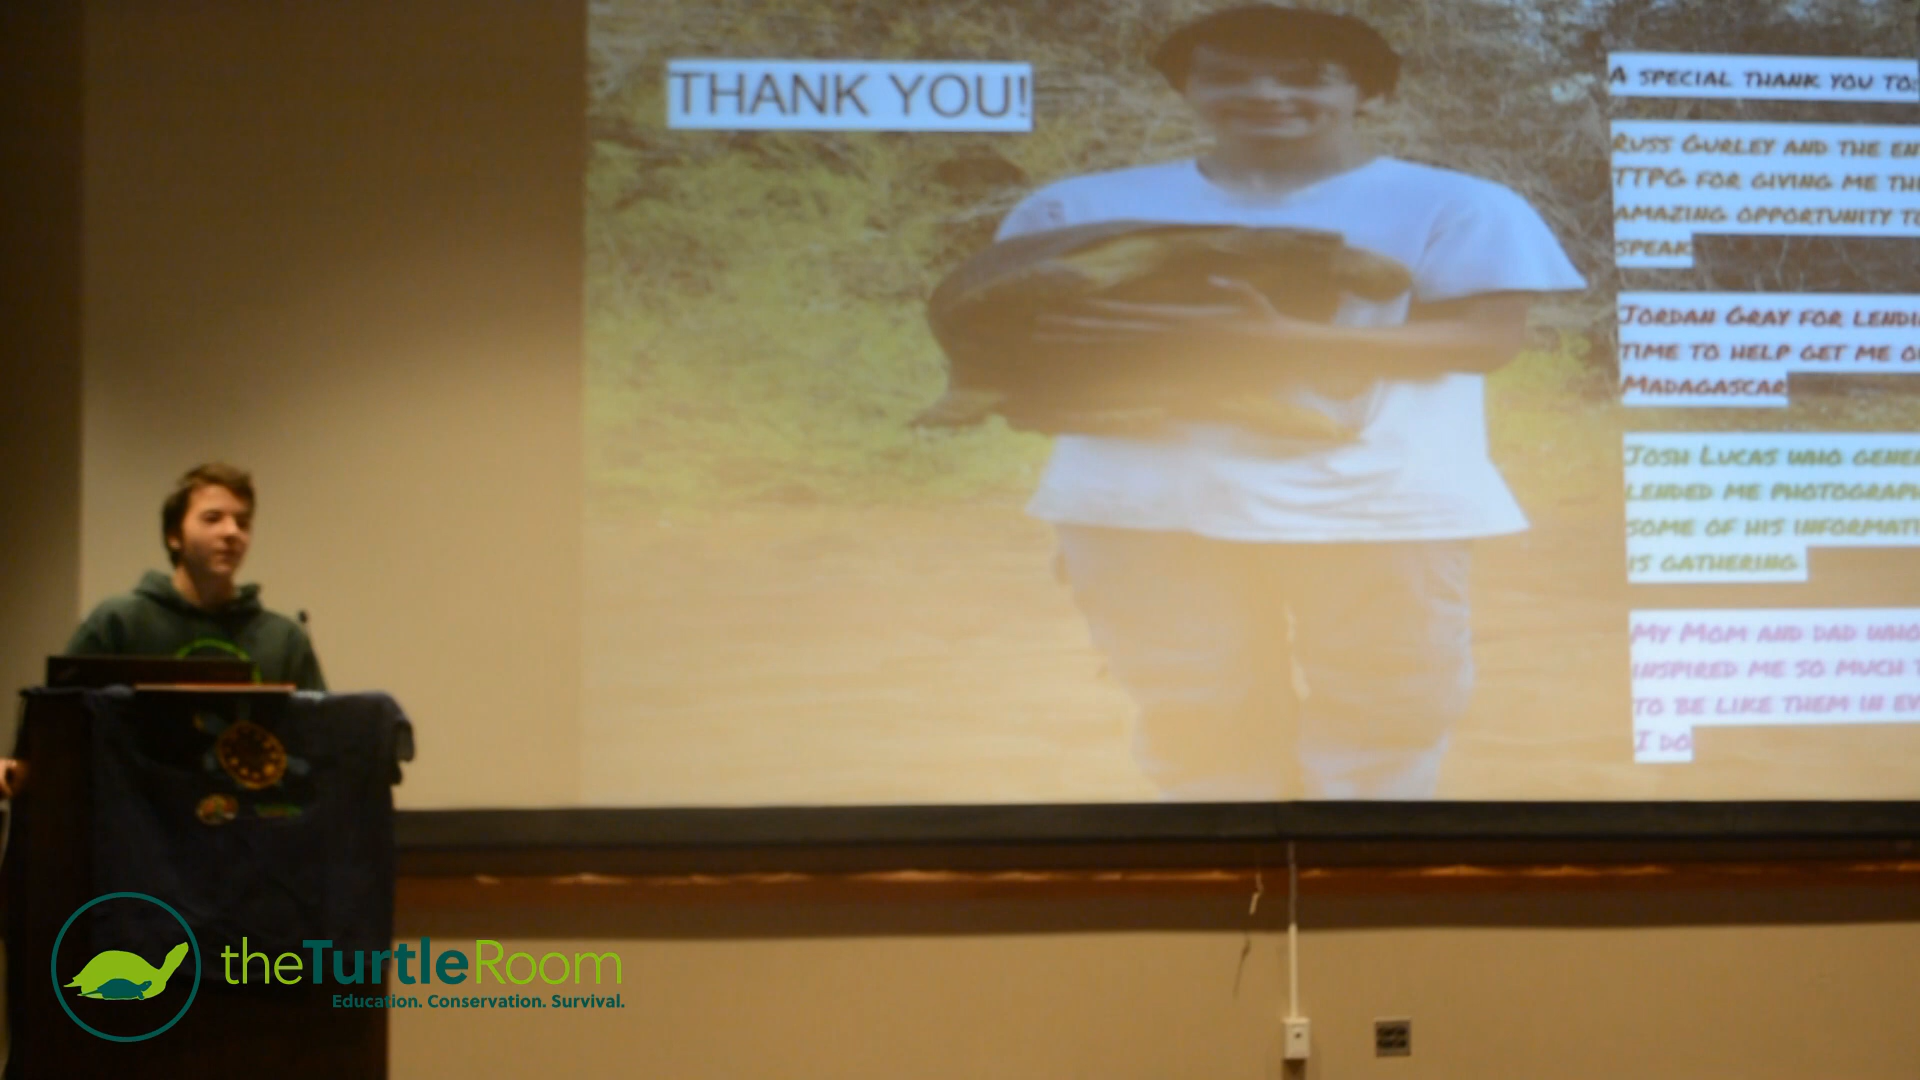 THANK YOU!
A SPECIAL THANK YOU TO:
RUSS GURLEY AND THE
TTPG FOR GIVING ME
AMAZING OPPORTUNITY
SPEAK
JORDAN GRAY FOR
TIME TO HELP GET ME
MADAGASCAR
JOSH LUCAS WHO
LENDED ME
SOME OF HIS
IS GATHERING
MY MOM AND DAD WHO
INSPIRED ME SO MUCH
TO BE LIKE THEM IN
I DO
theTurtleRoom
Education. Conservation. Survival.